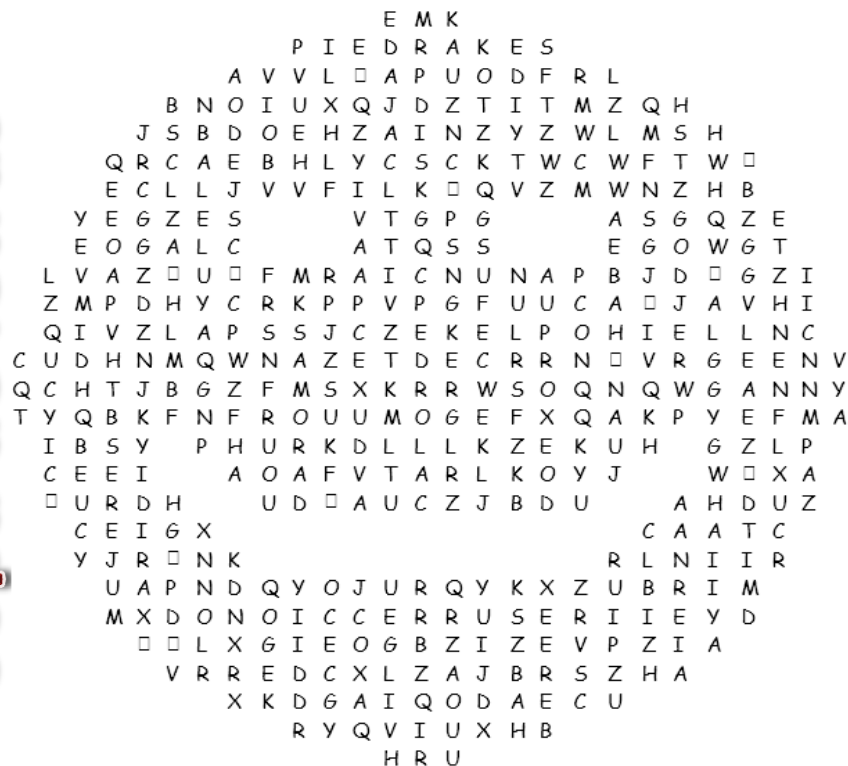 E M K
P I E D R A K E S
A V V L □ A P U O D F R L
B N O I U X Q J D Z T I T M Z Q H
J S B D O E H Z A I N Z Y Z W L M S H
Q R C A E B H L Y C S C K T W C W F T W □
E C L L J V V F I L K □ Q V Z M W N Z H B
Y E G Z E S V T G P G A S G Q Z E
E O G A L C A T Q S S E G O W G T
L V A Z □ U □ F M R A I C N U N A P B J D □ G Z I
Z M P D H Y C R K P P V P G F U U C A □ J A V H I
Q I V Z L A P S S J C Z E K E L P O H I E L L N C
C U D H N M Q W N A Z E T D E C R R N □ V R G E E N V
Q C H T J B G Z F M S X K R R W S O Q N Q W G A N N Y
T Y Q B K F N F R O U U M O G E F X Q A K P Y E F M A
I B S Y P H U R K D L L L K Z E K U H G Z L P
C E E I A O A F V T A R L K O Y J W □ X A
□ U R D H U D □ A U C Z J B D U A H D U Z
C E I G X C A A T C
Y J R □ N K R L N I I R
U A P N D Q Y O J U R Q Y K X Z U B R I M
M X D O N O I C C E R R U S E R I I E Y D
□ □ L X G I E O G B Z I Z E V P Z I A
V R R E D C X L Z A J B R S Z H A
X K D G A I Q O D A E C U
R Y Q V I U X H B
H R U